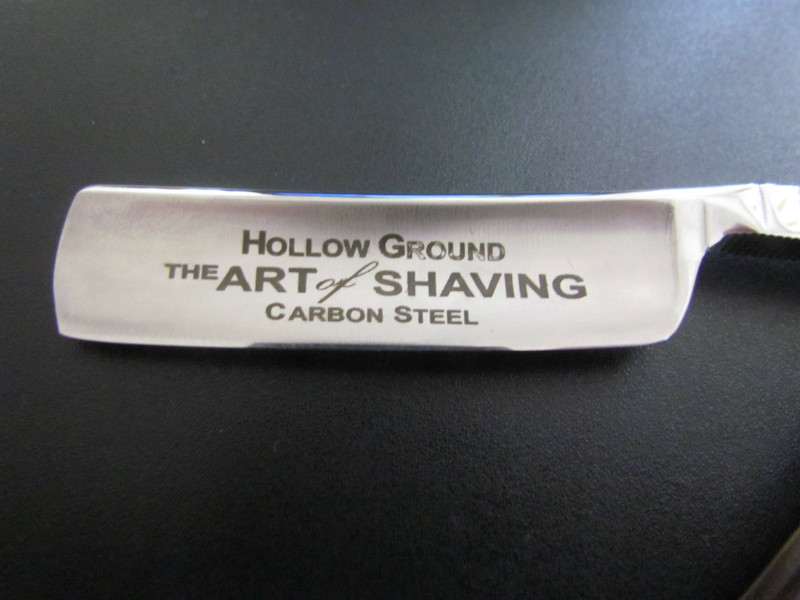 HOLLOW GROUND
THE ART of SHAVING
CARBON STEEL